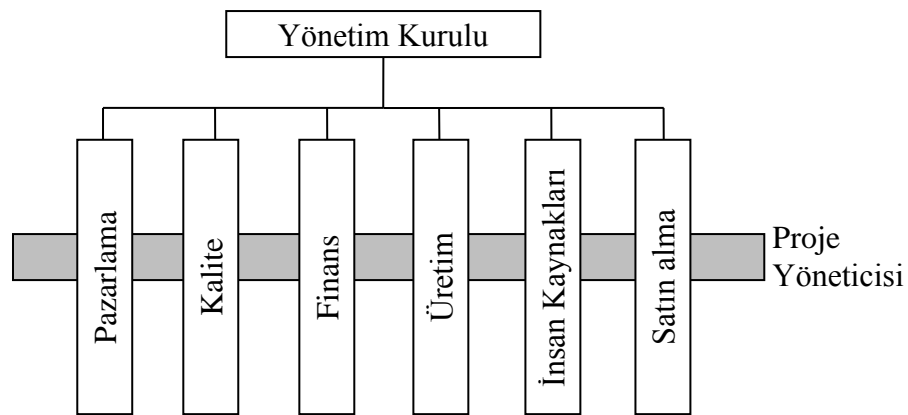 Yönetim Kurulu
Pazarlama
Kalite
Finans
Üretim
İnsan Kaynakları
Satın alma
Proje
Yöneticisi